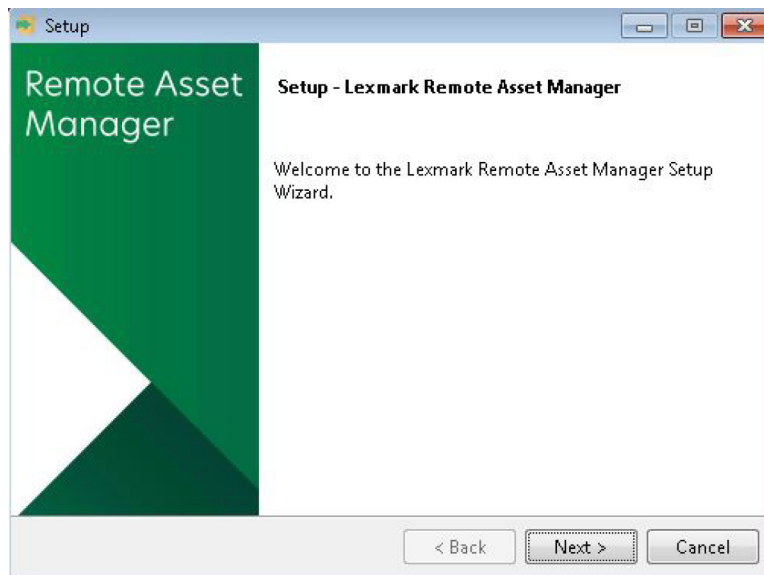 Setup
Remote Asset
Manager
Setup - Lexmark Remote Asset Manager
Welcome to the Lexmark Remote Asset Manager Setup
Wizard.
< Back
Next >
Cancel